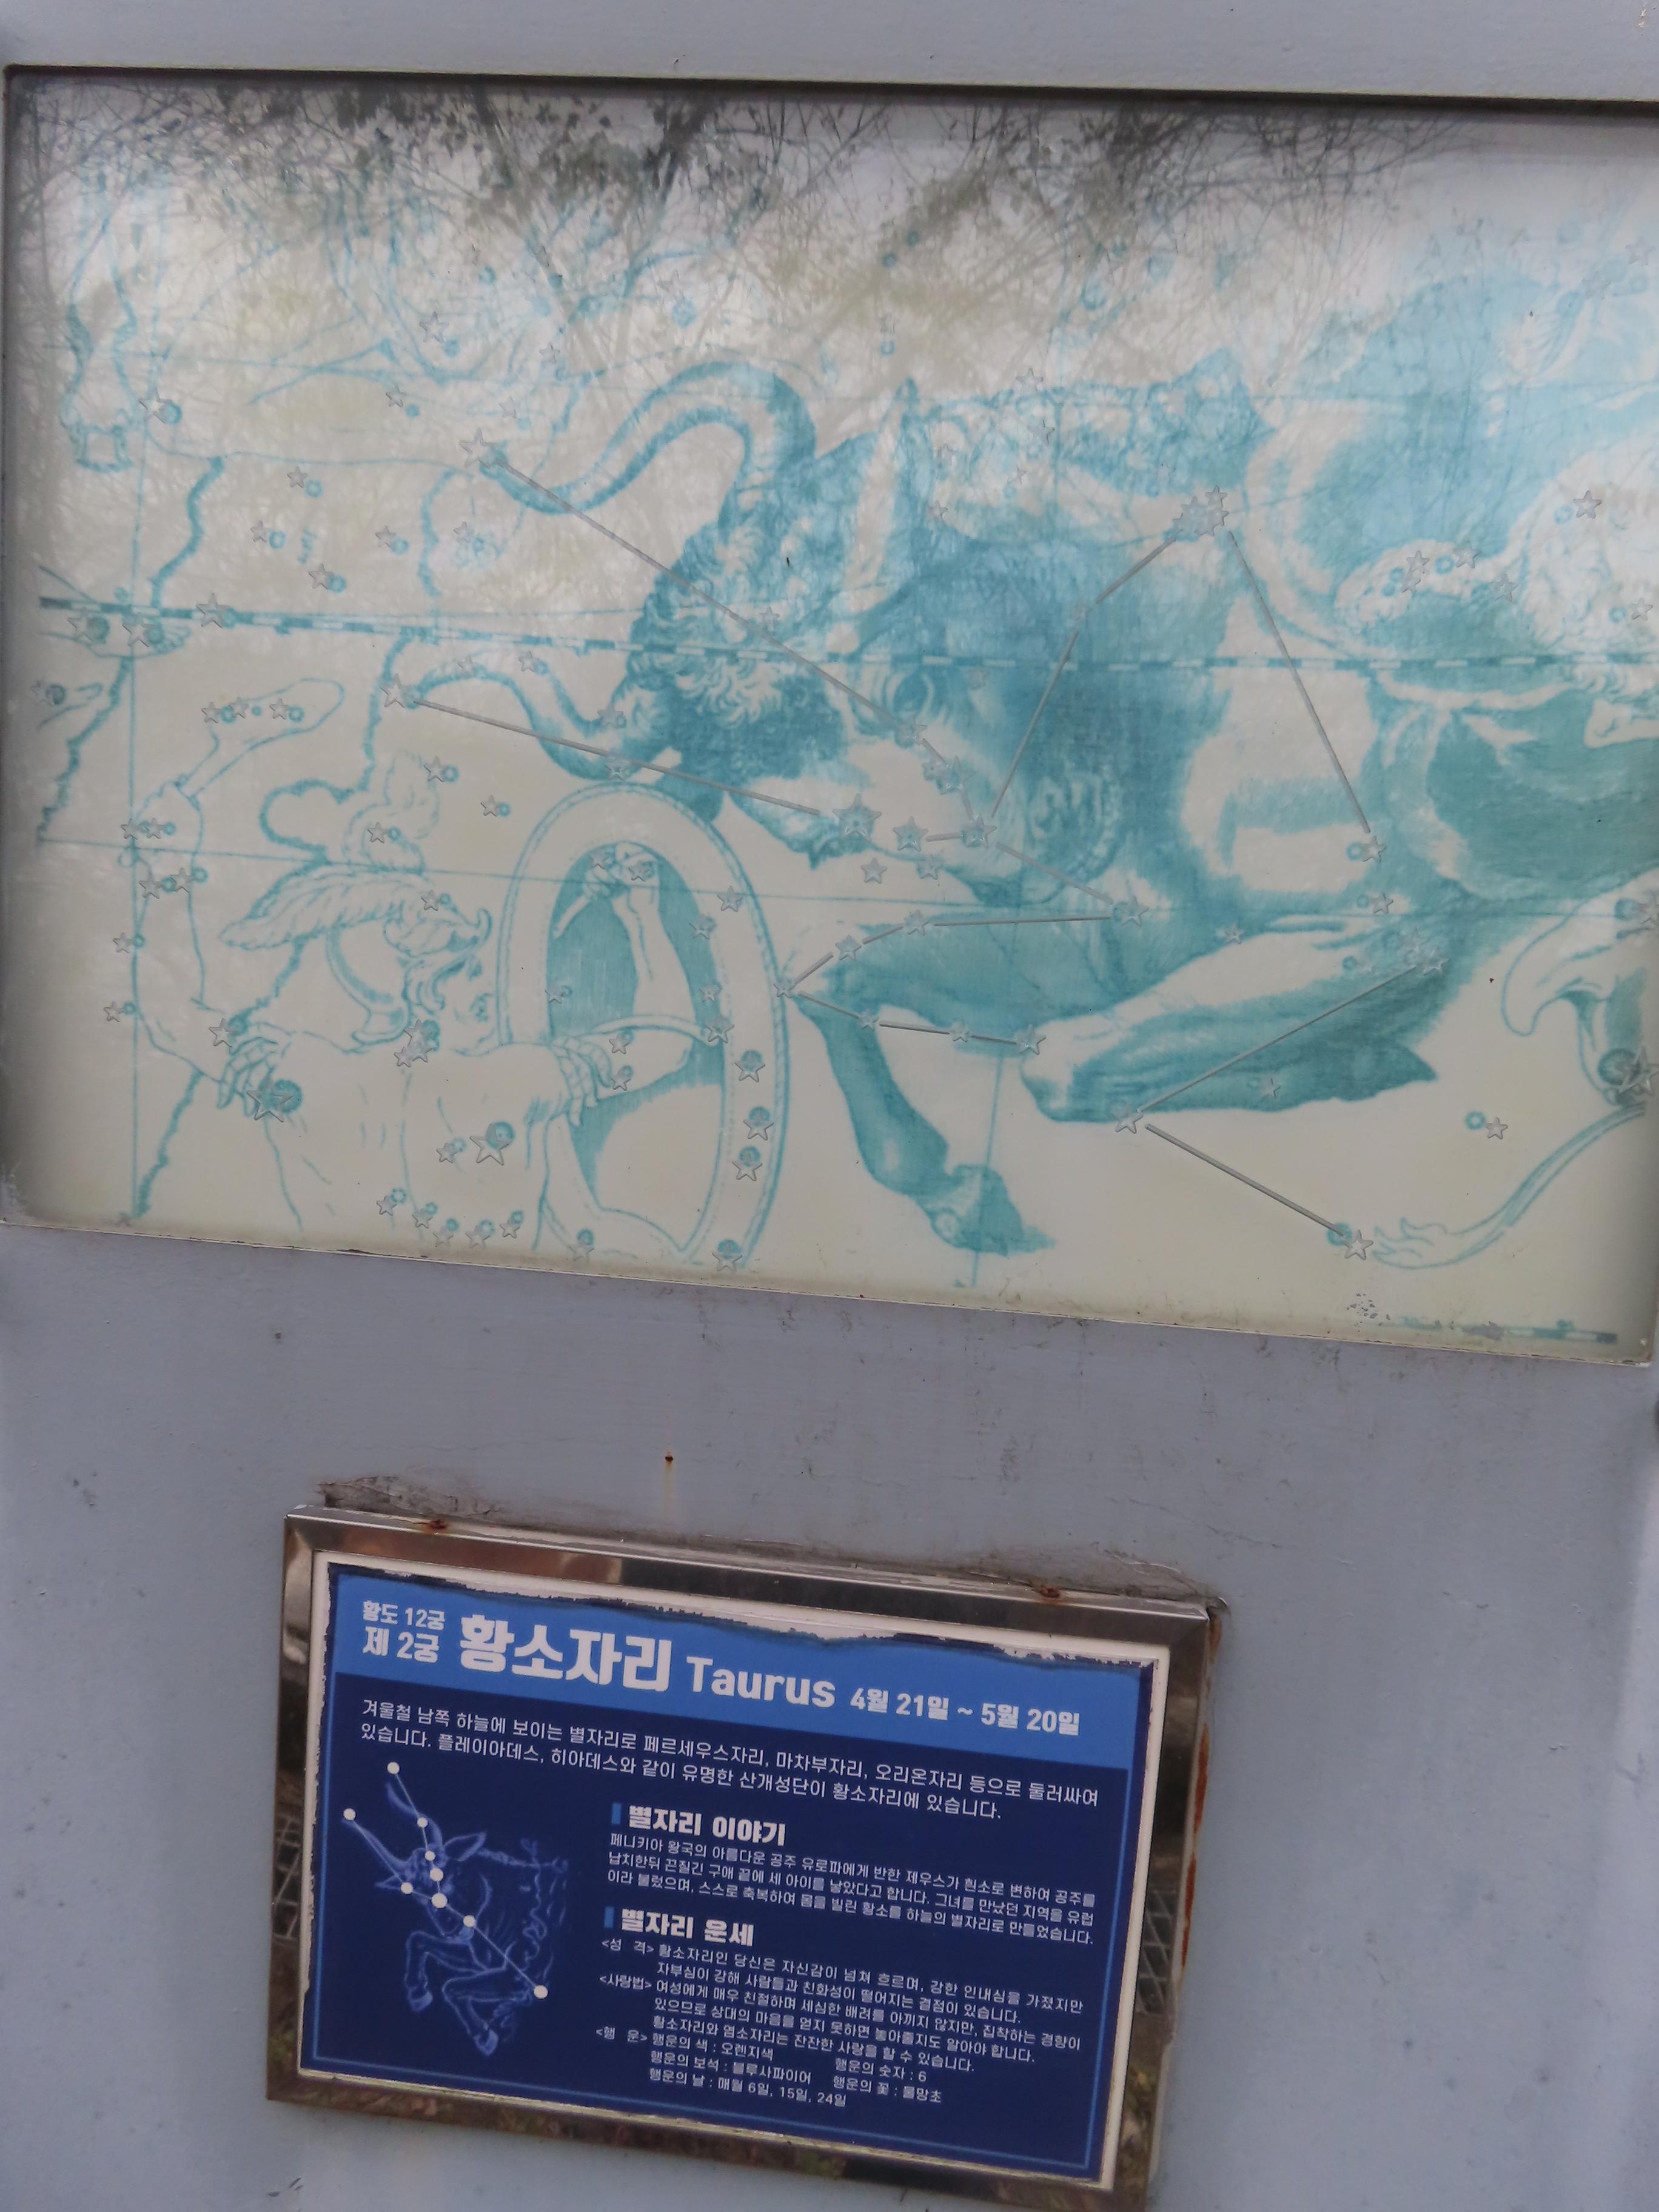 황도 12궁
제 2궁 황소자리 Taurus 4월 21일 ~ 5월 20일
겨울철 남쪽 하늘에 보이는 별자리로 페르세우스자리, 마차부자리, 오리온자리 등으로 둘러싸여
있습니다. 플레이아데스, 히아데스와 같이 유명한 산개성단이 황소자리에 있습니다.
별자리 이야기
페니키아 왕국의 아름다운 공주 유로파에게 반한 제우스가 흰소로 변하여 공주를
납치한뒤 끈질긴 구애 끝에 세 아이를 낳았다고 합니다. 그녀를 만났던 지역을 유럽
이라 불렀으며, 스스로 축복하여 몸을 빌린 황소를 하늘의 별자리로 만들었습니다.
별자리 운세
<성 격> 황소자리인 당신은 자신감이 넘쳐 흐르며, 강한 인내심을 가졌지만
자부심이 강해 사람들과 친화성이 떨어지는 결점이 있습니다.
<사랑법> 여성에게 매우 친절하며 세심한 배려를 아끼지 않지만, 집착하는 경향이
있으므로 상대의 마음을 얻지 못하면 놓아줄지도 알아야 합니다.
황소자리와 염소자리는 잔잔한 사랑을 할 수 있습니다.
<행 운> 행운의 색 : 오렌지색 행운의 숫자 : 6
행운의 보석 : 블루사파이어 행운의 꽃 : 물망초
행운의 날 : 매월 6일, 15일, 24일